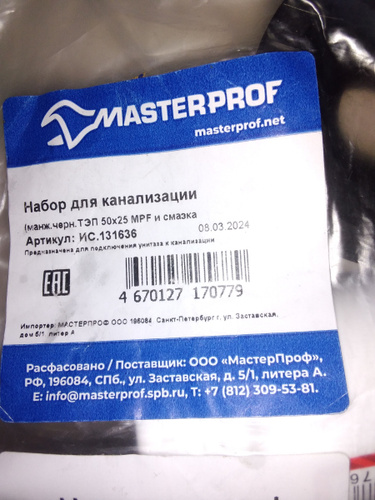 MASTERPROF
masterprof.net
Набор для канализации
(манж.черн.ТЭП 50x25 MPF и смазка
Артикул: ИС.131636
08.03.2024
Предназначена для подключения унитаза к канализации
EAC
4 670127 170779
Импортер: МАСТЕРПРОФ ООО 196084 Санкт-Петербург г. ул. Заставская,
дом 5/1, литера А
Расфасовано / Поставщик: ООО «МастерПроф»,
РФ, 196084, СПб., ул. Заставская, д. 5/1, литера А.
E: info@masterprof.spb.ru, T: +7 (812) 309-53-81.